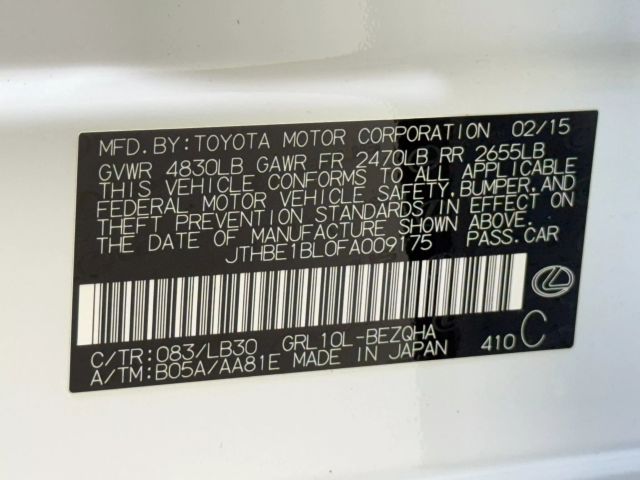 MFD.BY:TOYOTA MOTOR CORPORATION 02/15
GVWR 4830LB GAWR FR 2470LB RR 2655LB
THIS VEHICLE CONFORMS TO ALL APPLICABLE
FEDERAL MOTOR VEHICLE SAFETY,BUMPER,AND
THEFT PREVENTION STANDARDS IN EFFECT ON
THE DATE OF MANUFACTURE SHOWN ABOVE.
JTHBE1BL0FA009175 PASS.CAR
C/TR:083/LB30 GRL10L-BEZQHA
A/TM:B05A/AA81E MADE IN JAPAN 410 C